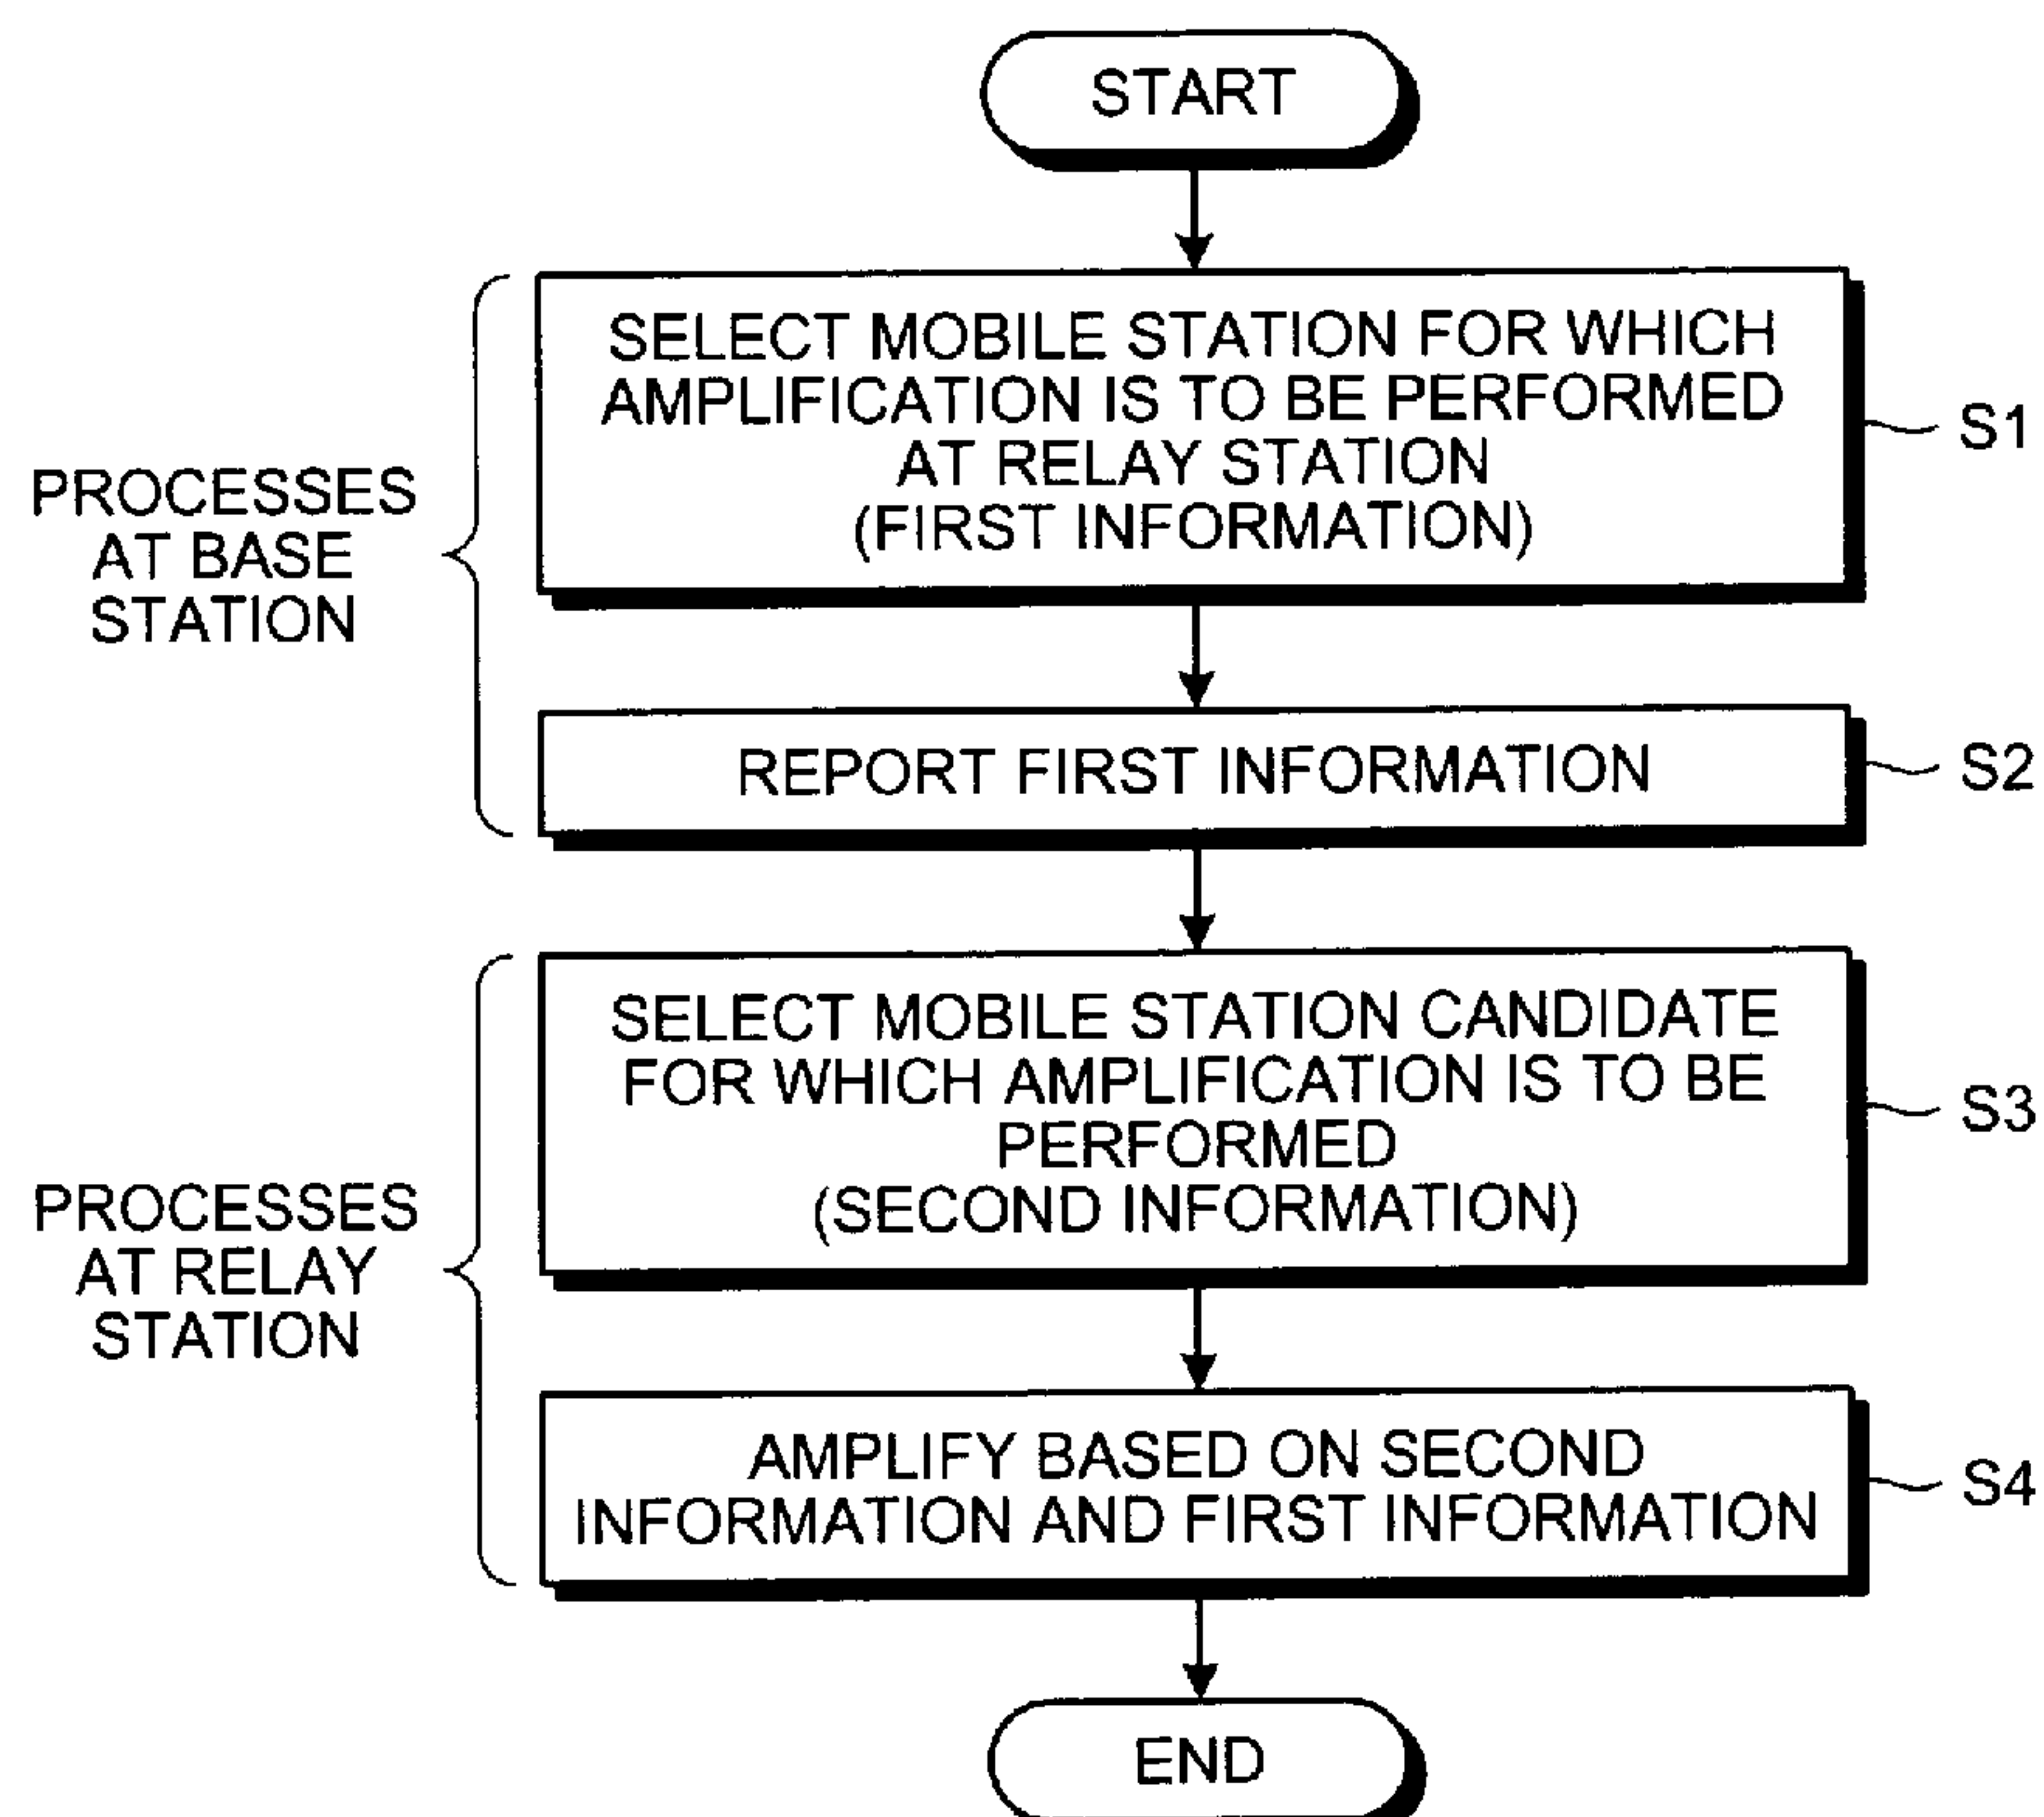 START
SELECT MOBILE STATION FOR WHICH
AMPLIFICATION IS TO BE PERFORMED
AT RELAY STATION
(FIRST INFORMATION)
S1
PROCESSES
AT BASE
STATION
REPORT FIRST INFORMATION
S2
SELECT MOBILE STATION CANDIDATE
FOR WHICH AMPLIFICATION IS TO BE
PERFORMED
(SECOND INFORMATION)
S3
PROCESSES
AT RELAY
STATION
AMPLIFY BASED ON SECOND
INFORMATION AND FIRST INFORMATION
S4
END